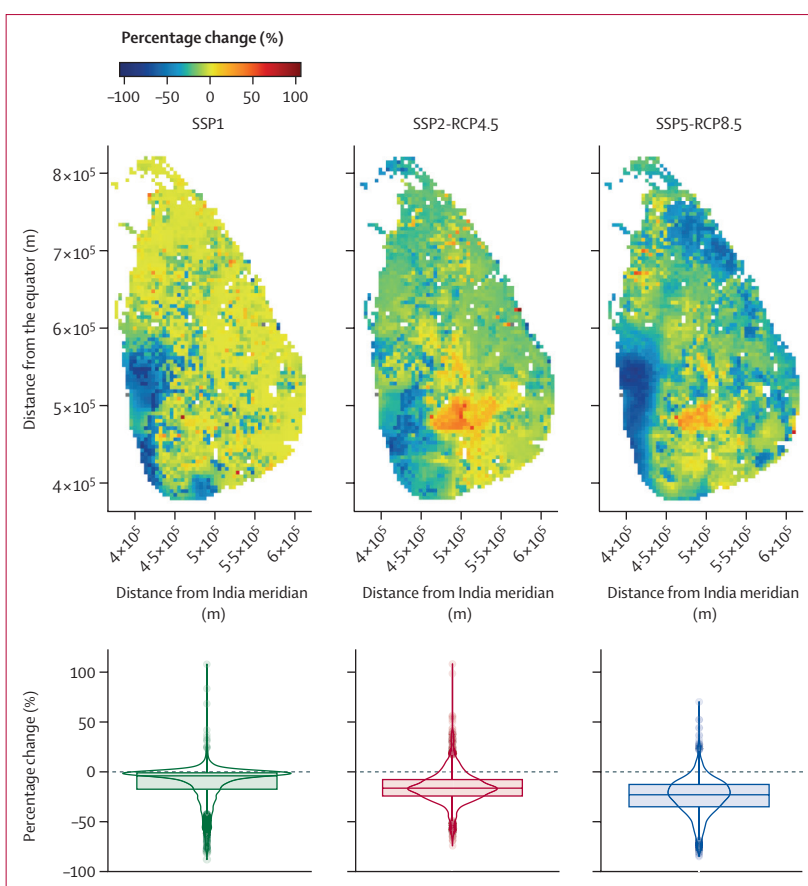 Percentage change (%)
–100 –50 0 50 100
SSP1 SSP2-RCP4.5 SSP5-RCP8.5
Distance from the equator (m)
8×10⁵
7×10⁵
6×10⁵
5×10⁵
4×10⁵
4×10⁵ 4·5×10⁵ 5×10⁵ 5·5×10⁵ 6×10⁵
4×10⁵ 4·5×10⁵ 5×10⁵ 5·5×10⁵ 6×10⁵
4×10⁵ 4·5×10⁵ 5×10⁵ 5·5×10⁵ 6×10⁵
Distance from India meridian
(m)
Distance from India meridian
(m)
Distance from India meridian
(m)
Percentage change (%)
100
50
0
–50
–100